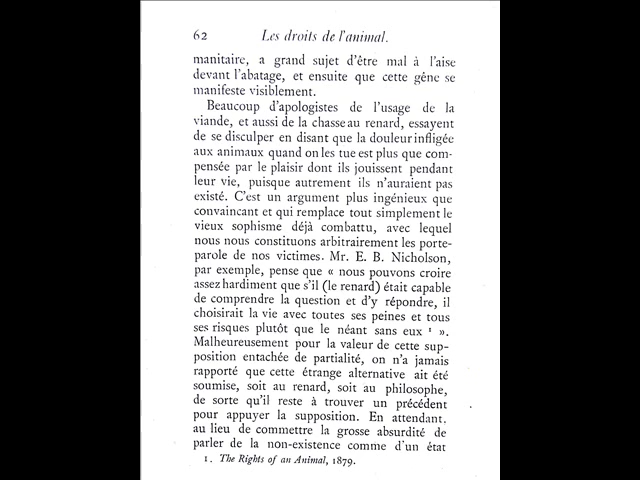 62 Les droits de l'animal.
manitaire, a grand sujet d'être mal à l'aise
devant l'abatage, et ensuite que cette gêne se
manifeste visiblement.
Beaucoup d'apologistes de l'usage de la
viande, et aussi de la chasse au renard, essayent
de se disculper en disant que la douleur infligée
aux animaux quand on les tue est plus que com-
pensée par le plaisir dont ils jouissent pendant
leur vie, puisque autrement ils n'auraient pas
existé. C'est un argument plus ingénieux que
convaincant et qui remplace tout simplement le
vieux sophisme déjà combattu, avec lequel
nous nous constituons arbitrairement les porte-
parole de nos victimes. Mr. E. B. Nicholson,
par exemple, pense que « nous pouvons croire
assez hardiment que s'il (le renard) était capable
de comprendre la question et d'y répondre, il
choisirait la vie avec toutes ses peines et tous
ses risques plutôt que le néant sans eux ¹ ».
Malheureusement pour la valeur de cette sup-
position entachée de partialité, on n'a jamais
rapporté que cette étrange alternative ait été
soumise, soit au renard, soit au philosophe,
de sorte qu'il reste à trouver un précédent
pour appuyer la supposition. En attendant,
au lieu de commettre la grosse absurdité de
parler de la non-existence comme d'un état
1. The Rights of an Animal, 1879.